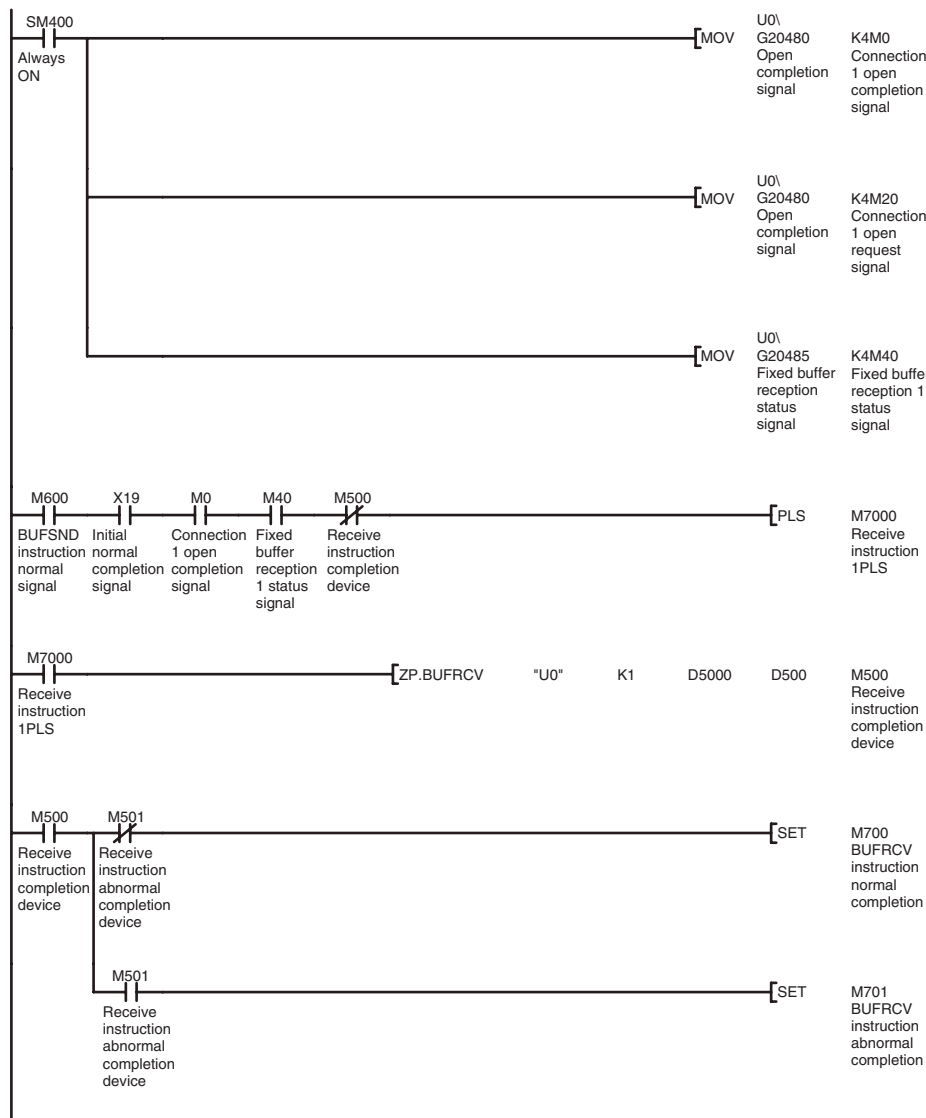 SM400
Always
ON
MOV
U0\
G20480
Open
completion
signal
K4M0
Connection
1 open
completion
signal
MOV
U0\
G20480
Open
completion
signal
K4M20
Connection
1 open
request
signal
MOV
U0\
G20485
Fixed buffer
reception
status
signal
K4M40
Fixed buffe
reception 1
status
signal
M600
BUFSND
instruction
normal
signal
X19
Initial
normal
completion
signal
M0
Connection
1 open
completion
signal
M40
Fixed
buffer
reception
1 status
signal
M500
Receive
instruction
completion
device
PLS
M7000
Receive
instruction
1PLS
M7000
Receive
instruction
1PLS
ZP.BUFRCV "U0" K1 D5000 D500 M500
Receive
instruction
completion
device
M500
Receive
instruction
completion
device
M501
Receive
instruction
abnormal
completion
device
SET
M700
BUFRCV
instruction
normal
completion
M501
Receive
instruction
abnormal
completion
device
SET
M701
BUFRCV
instruction
abnormal
completion